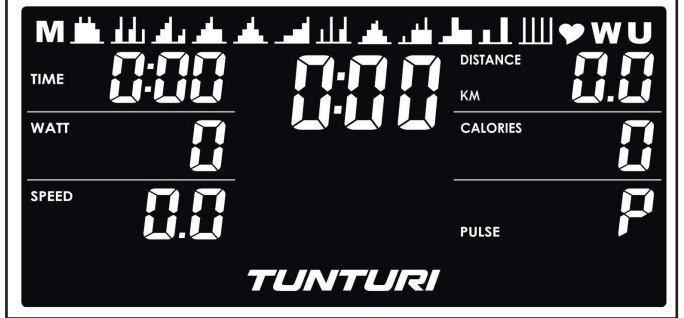 M W U
TIME 0:00
0:00
DISTANCE
KM 0.0
WATT 0
CALORIES 0
SPEED 0.0
PULSE P
TUNTURI